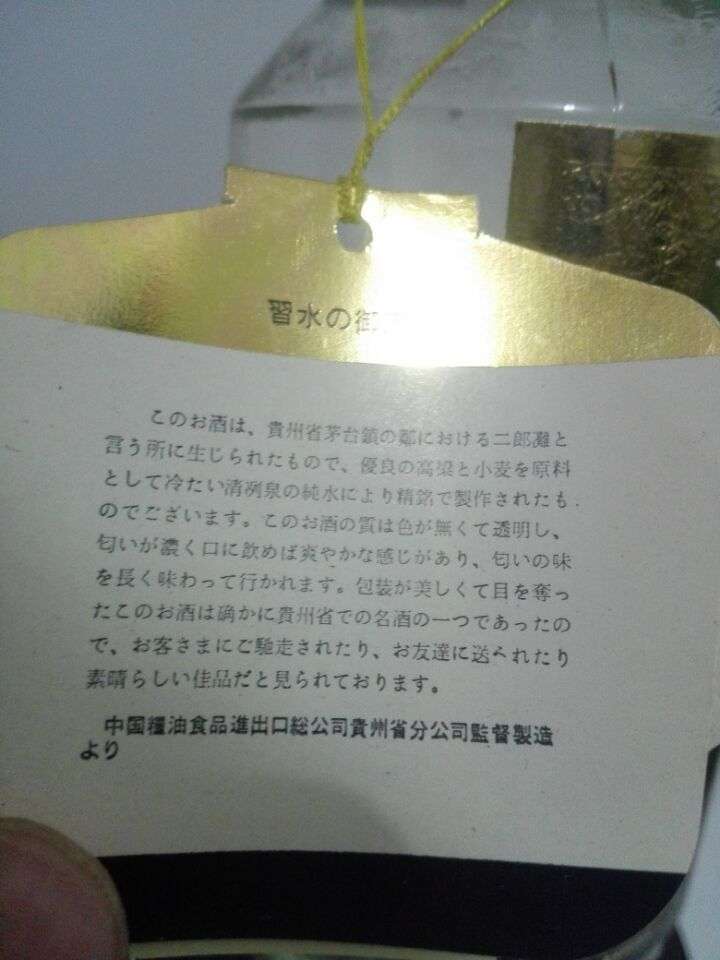 習水の御
このお酒は、貴州省茅台鎮の鄰における二郎灘と
言う所に生じられたもので、優良の高梁と小麦を原料
として冷たい清冽泉の純水により精銘で製作されたも
のでございます。このお酒の質は色が無くて透明し、
匂いが濃く口に飲めば爽やかな感じがあり、匂いの味
を長く味わって行かれます。包装が美しくて目を奪っ
たこのお酒は确かに貴州省での名酒の一つであったの
で、お客さまにご馳走されたり、お友達に送られたり
素晴らしい佳品だと見られております。
中国糧油食品進出口総公司貴州省分公司監督製造
より